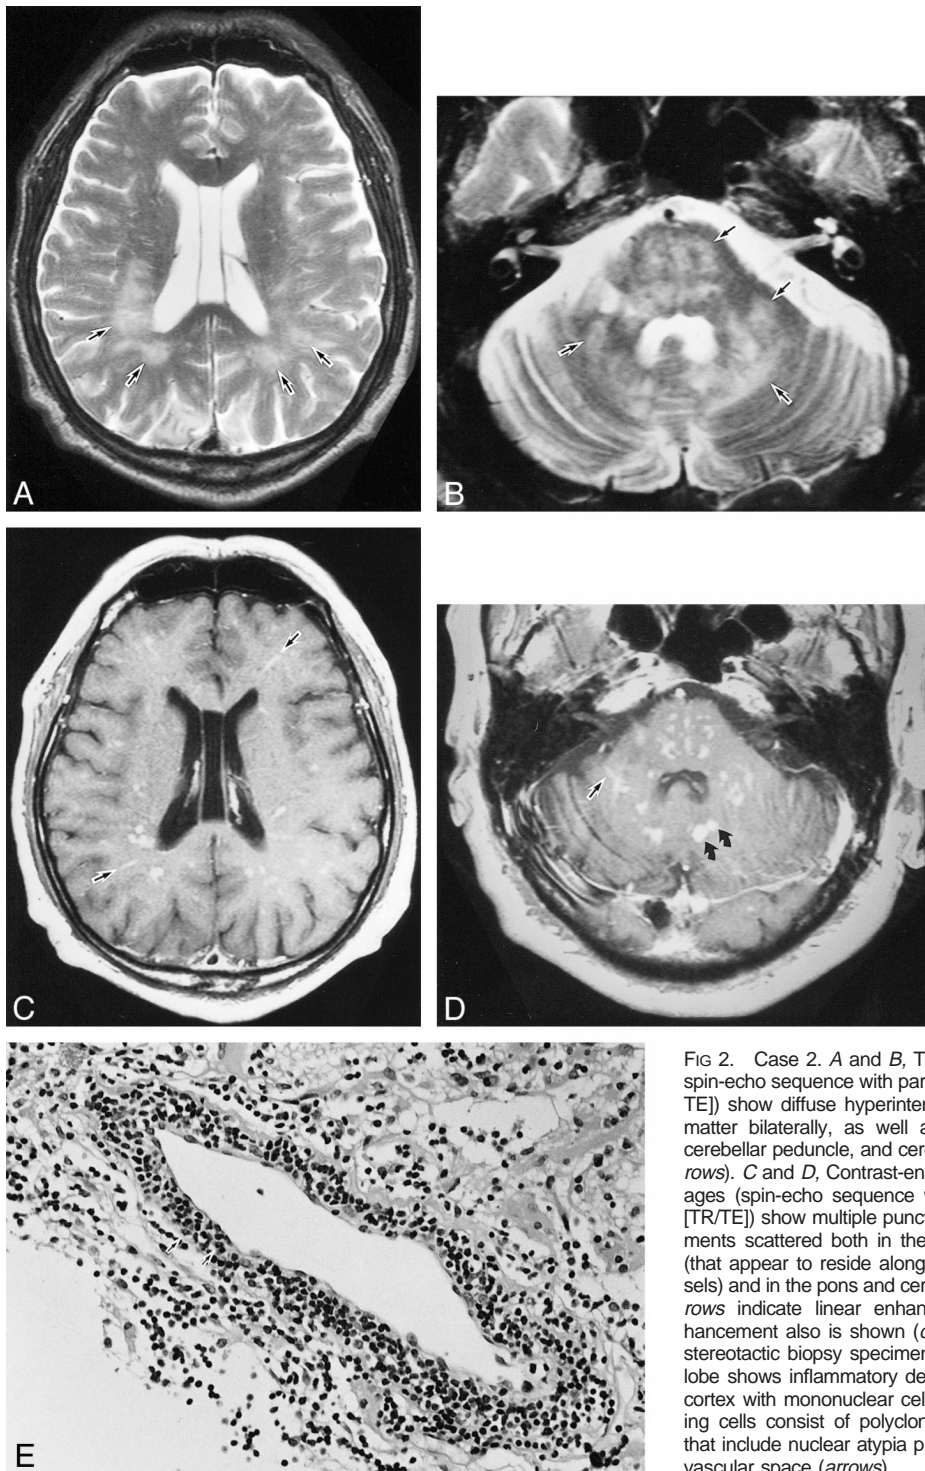 A
B
C
D
E
FIG 2. Case 2. A and B, T
spin-echo sequence with par
TE]) show diffuse hyperinter
matter bilaterally, as well a
cerebellar peduncle, and cer
rows). C and D, Contrast-en
ages (spin-echo sequence
[TR/TE]) show multiple punct
ments scattered both in the
(that appear to reside along
sels) and in the pons and cer
rows indicate linear enhan
hancement also is shown (
stereotactic biopsy specimen
lobe shows inflammatory de
cortex with mononuclear cel
ing cells consist of polyclon
that include nuclear atypia p
vascular space (arrows).